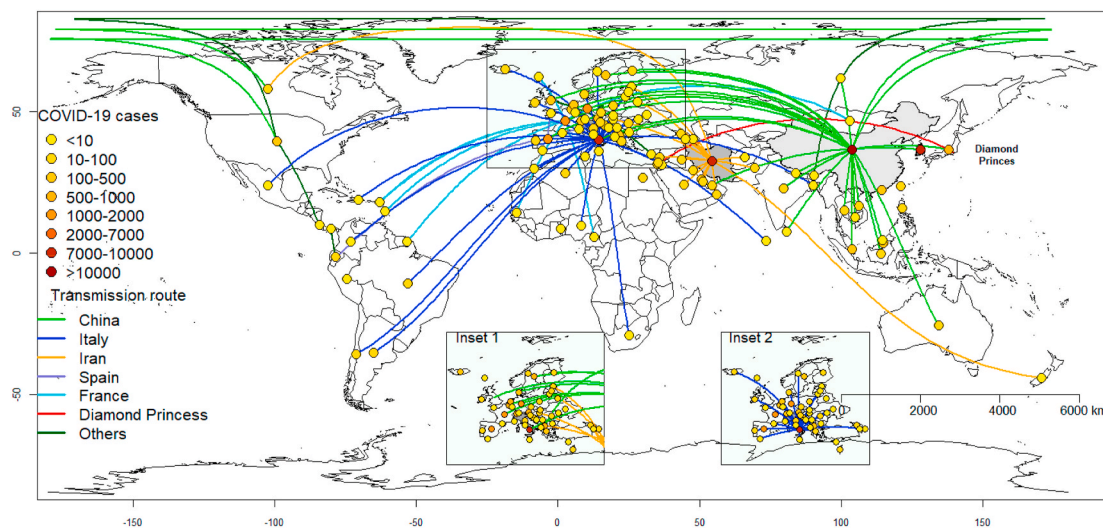 50
0
-50
COVID-19 cases
<10
10-100
100-500
500-1000
1000-2000
2000-7000
7000-10000
>10000
Transmission route
China
Italy
Iran
Spain
France
Diamond Princess
Others
Diamond
Princes
Inset 1
Inset 2
0 2000 4000 6000 km
-150 -100 -50 0 50 100 150